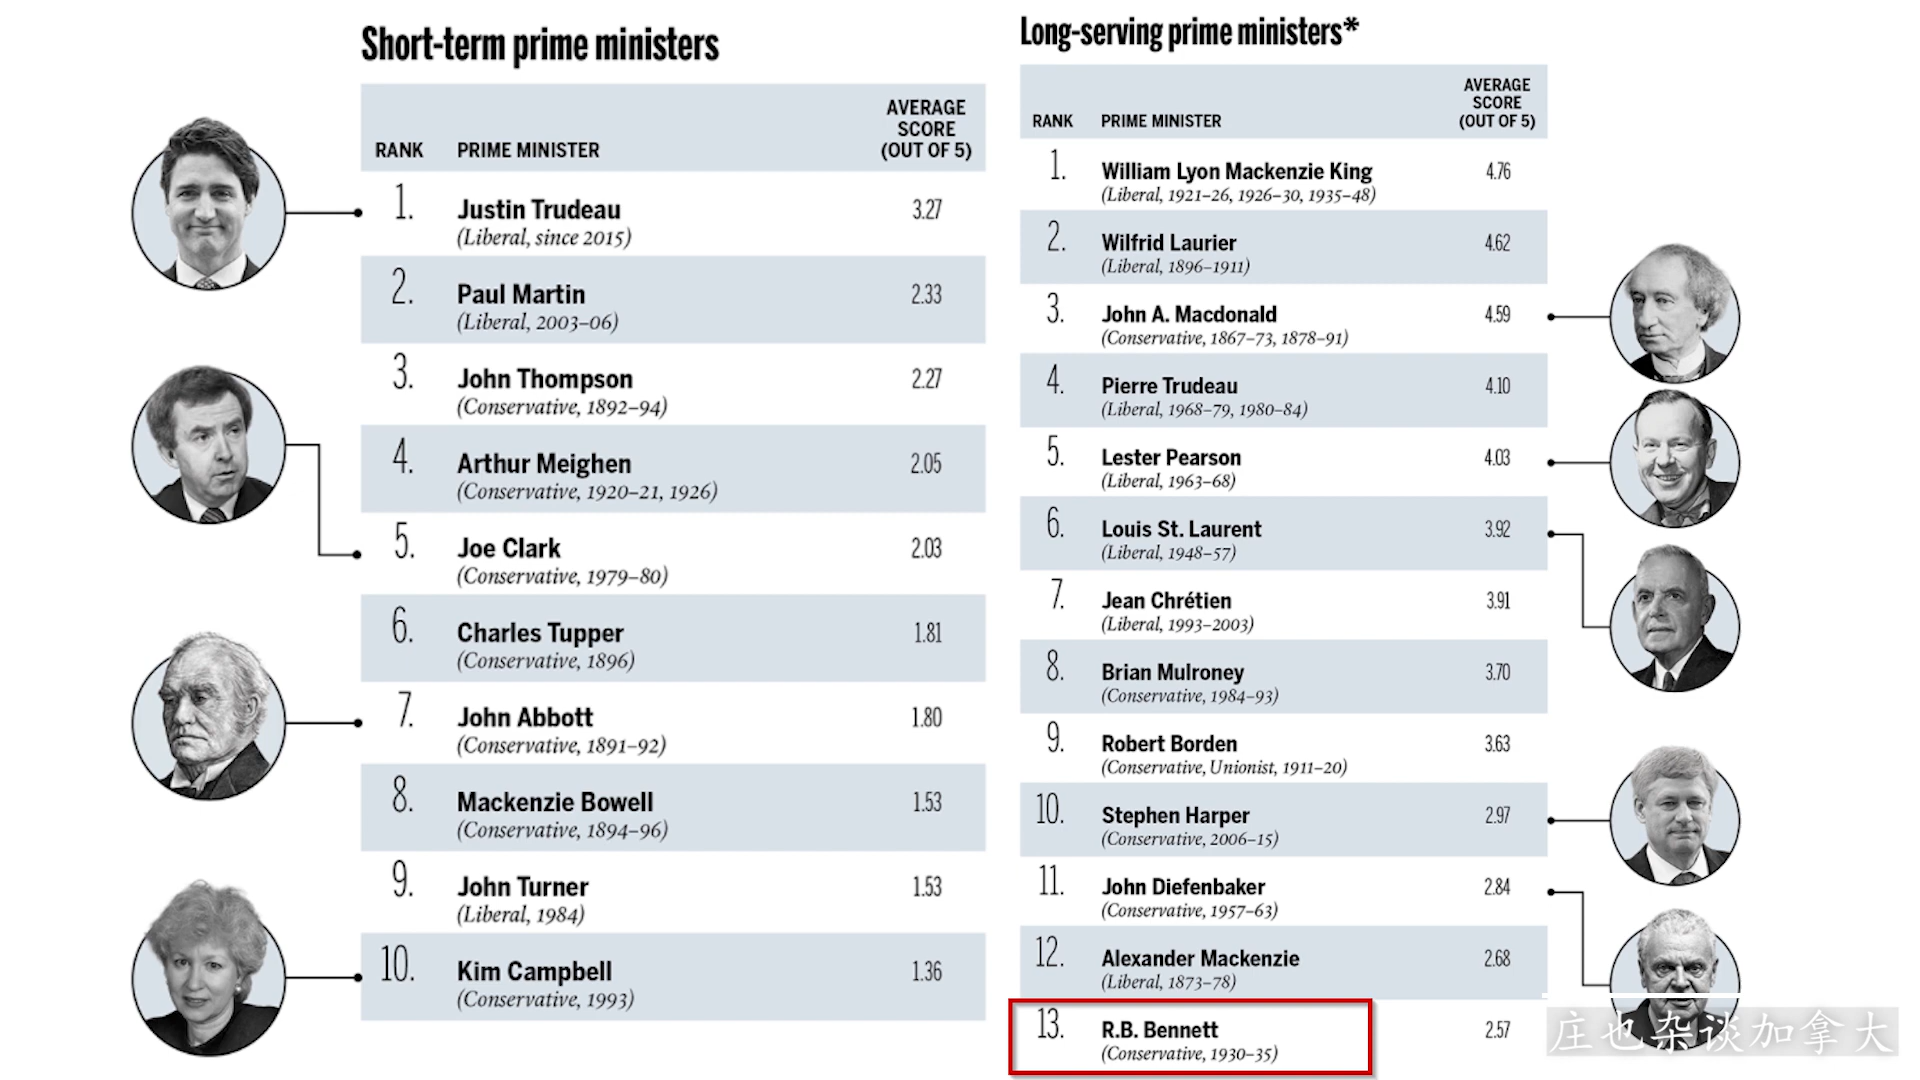 Short-term prime ministers
RANK PRIME MINISTER AVERAGE SCORE (OUT OF 5)
1. Justin Trudeau 3.27
(Liberal, since 2015)
2. Paul Martin 2.33
(Liberal, 2003–06)
3. John Thompson 2.27
(Conservative, 1892–94)
4. Arthur Meighen 2.05
(Conservative, 1920–21, 1926)
5. Joe Clark 2.03
(Conservative, 1979–80)
6. Charles Tupper 1.81
(Conservative, 1896)
7. John Abbott 1.80
(Conservative, 1891–92)
8. Mackenzie Bowell 1.53
(Conservative, 1894–96)
9. John Turner 1.53
(Liberal, 1984)
10. Kim Campbell 1.36
(Conservative, 1993)
Long-serving prime ministers*
RANK PRIME MINISTER AVERAGE SCORE (OUT OF 5)
1. William Lyon Mackenzie King 4.76
(Liberal, 1921–26, 1926–30, 1935–48)
2. Wilfrid Laurier 4.62
(Liberal, 1896–1911)
3. John A. Macdonald 4.59
(Conservative, 1867–73, 1878–91)
4. Pierre Trudeau 4.10
(Liberal, 1968–79, 1980–84)
5. Lester Pearson 4.03
(Liberal, 1963–68)
6. Louis St. Laurent 3.92
(Liberal, 1948–57)
7. Jean Chrétien 3.91
(Liberal, 1993–2003)
8. Brian Mulroney 3.70
(Conservative, 1984–93)
9. Robert Borden 3.63
(Conservative, Unionist, 1911–20)
10. Stephen Harper 2.97
(Conservative, 2006–15)
11. John Diefenbaker 2.84
(Conservative, 1957–63)
12. Alexander Mackenzie 2.68
(Liberal, 1873–78)
13. R.B. Bennett 2.57
(Conservative, 1930–35)
庄也杂谈加拿大